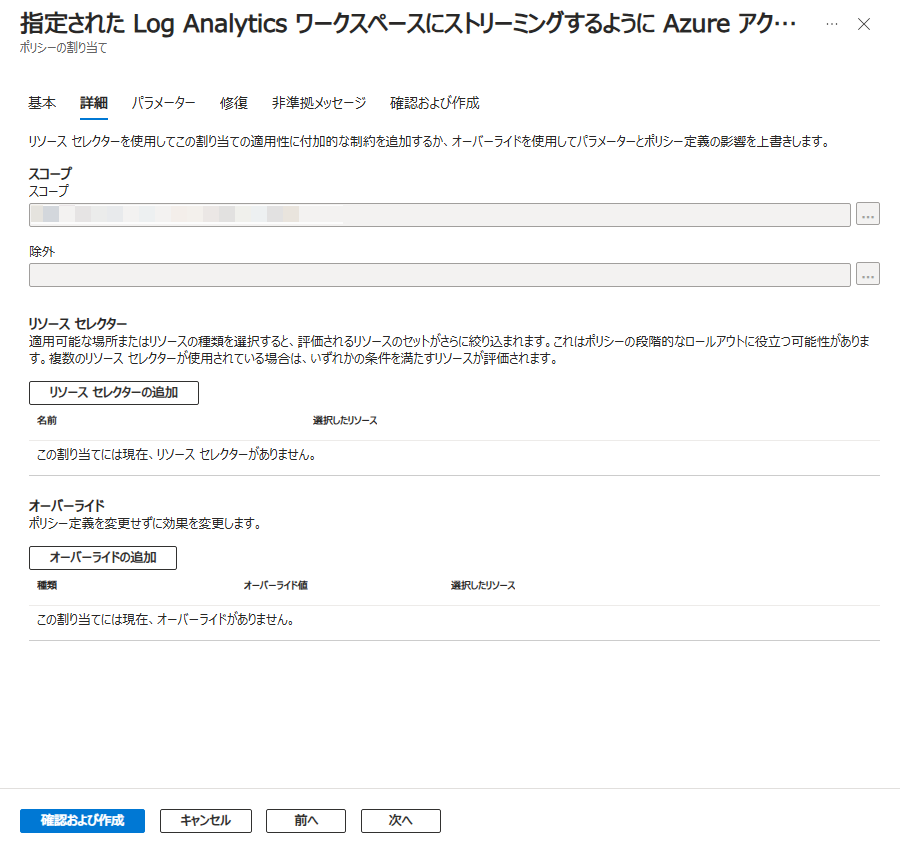 指定された Log Analytics ワークスペースにストリーミングするように Azure アク… …
ポリシーの割り当て
基本 詳細 パラメーター 修復 非準拠メッセージ 確認および作成
リソース セレクターを使用してこの割り当ての適用性に付加的な制約を追加するか、オーバーライドを使用してパラメーターとポリシー定義の影響を上書きします。
スコープ
スコープ
...
除外
...
リソース セレクター
適用可能な場所またはリソースの種類を選択すると、評価されるリソースのセットがさらに絞り込まれます。これはポリシーの段階的なロールアウトに役立つ可能性がありま
す。複数のリソース セレクターが使用されている場合は、いずれかの条件を満たすリソースが評価されます。
リソース セレクターの追加
名前 選択したリソース
この割り当てには現在、リソース セレクターがありません。
オーバーライド
ポリシー定義を変更せずに効果を変更します。
オーバーライドの追加
種類 オーバーライド値 選択したリソース
この割り当てには現在、オーバーライドがありません。
確認および作成 キャンセル 前へ 次へ